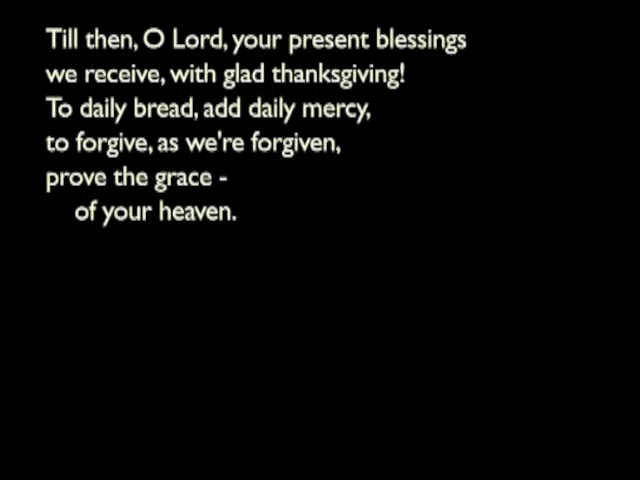 Till then, O Lord, your present blessings
we receive, with glad thanksgiving!
To daily bread, add daily mercy,
to forgive, as we're forgiven,
prove the grace -
of your heaven.